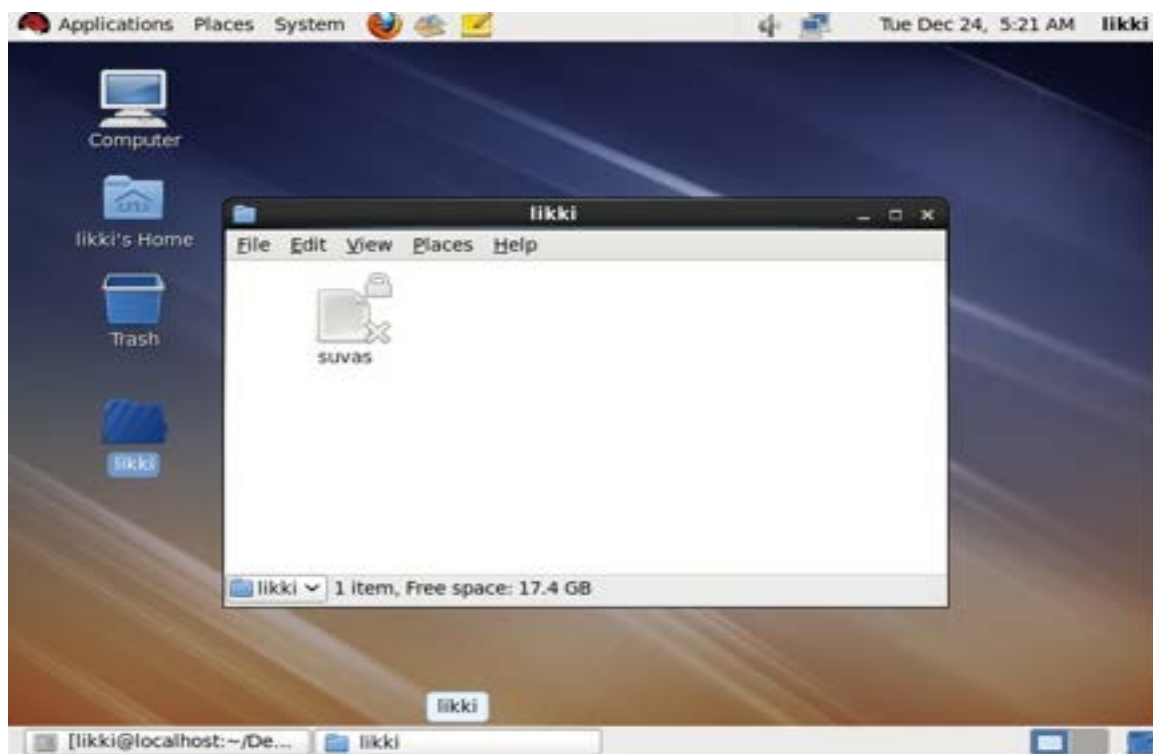 Applications Places System Tue Dec 24, 5:21 AM likki
Computer
likki's Home
Trash
likki
likki
File Edit View Places Help
suvas
likki 1 item, Free space: 17.4 GB
likki
[likki@localhost:~/De... likki